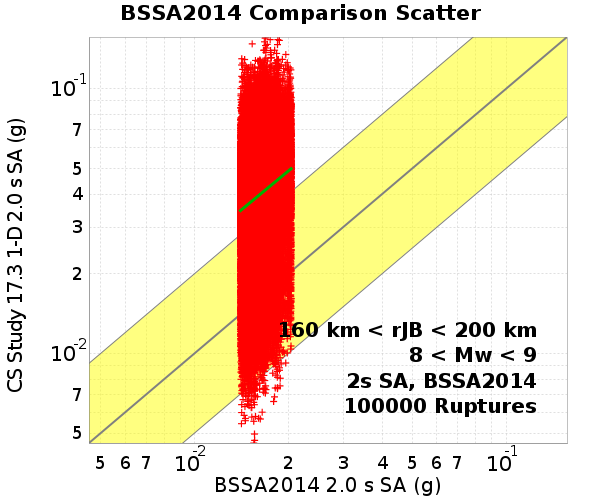 BSSA2014 Comparison Scatter
CS Study 17.3 1-D 2.0 s SA (g)
10^-1
7
5
4
3
2
10^-2
7
5
160 km < rJB < 200 km
8 < Mw < 9
2s SA, BSSA2014
100000 Ruptures
5 6 7 10^-2 2 3 4 5 6 7 10^-1
BSSA2014 2.0 s SA (g)